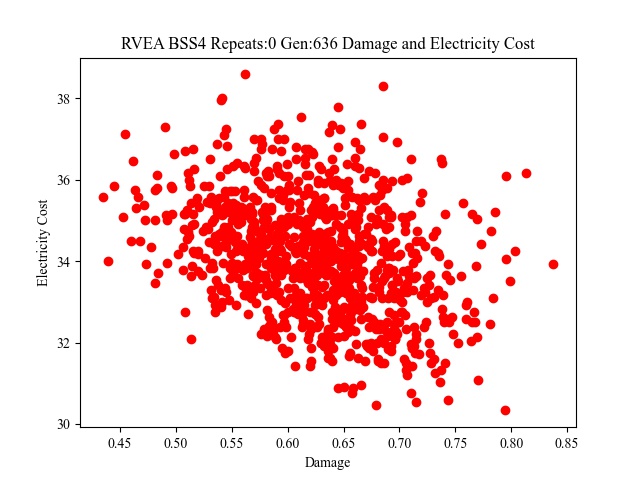 RVEA BSS4 Repeats:0 Gen:636 Damage and Electricity Cost
38
36
34
32
30
Electricity Cost
0.45 0.50 0.55 0.60 0.65 0.70 0.75 0.80 0.85
Damage